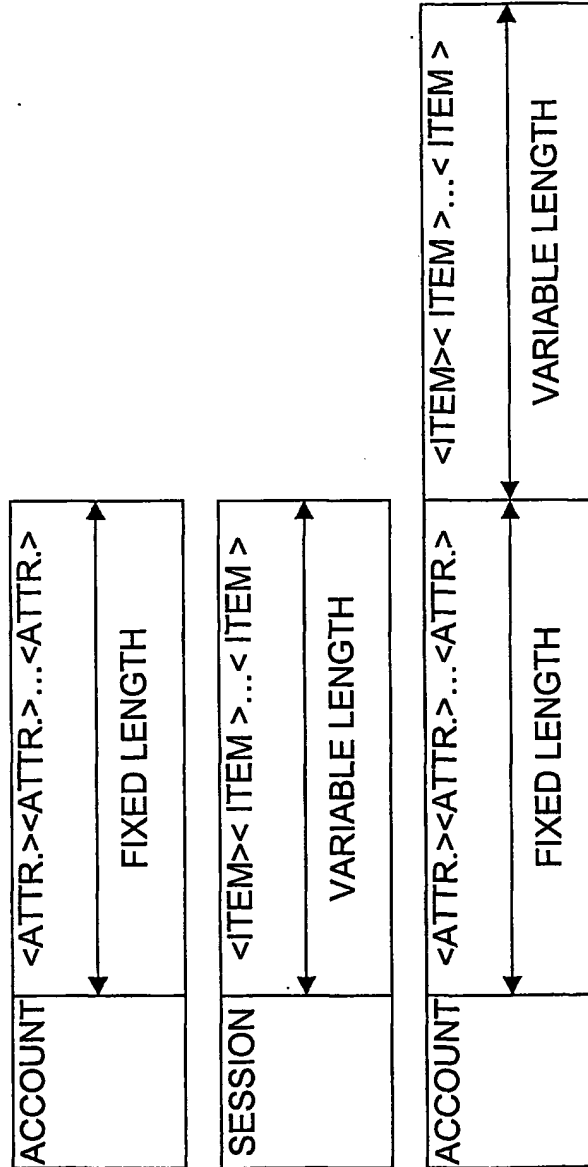 ACCOUNT <ATTR.><ATTR.>...<ATTR.>
FIXED LENGTH
SESSION <ITEM>< ITEM >...< ITEM >
VARIABLE LENGTH
ACCOUNT <ATTR.><ATTR.>...<ATTR.> <ITEM>< ITEM >...< ITEM >
FIXED LENGTH VARIABLE LENGTH